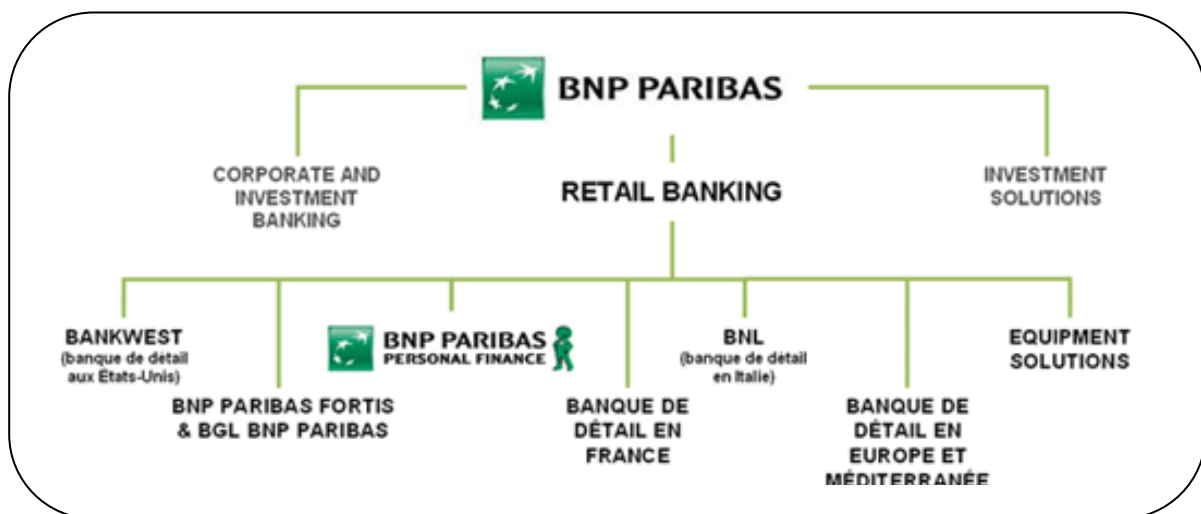 BNP PARIBAS
CORPORATE AND
INVESTMENT
BANKING
RETAIL BANKING
INVESTMENT
SOLUTIONS
BANKWEST
(banque de détail
aux États-Unis)
BNP PARIBAS FORTIS
& BGL BNP PARIBAS
BNP PARIBAS
PERSONAL FINANCE
BANQUE DE
DÉTAIL EN
FRANCE
BNL
(banque de détail
en Italie)
BANQUE DE
DÉTAIL EN
EUROPE ET
MÉDITERRANÉE
EQUIPMENT
SOLUTIONS